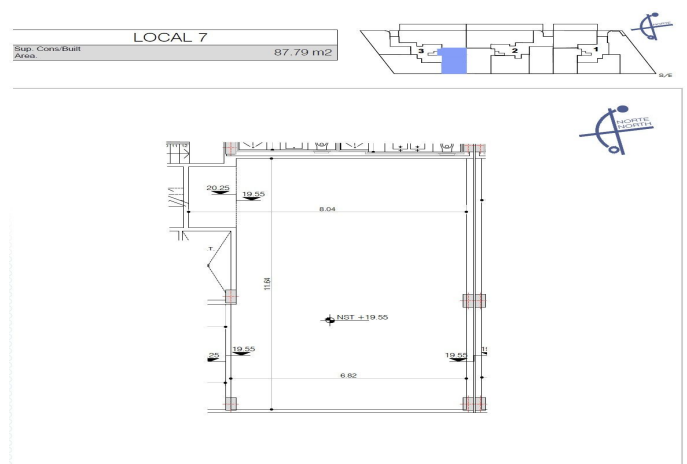 LOCAL 7
Sup. Cons/Built
Area.
87.79 m2
3
2
1
S/E
NORTE
NORTH
20.25
19.55
8.04
.T.
11.64
NST +19.55
25
19.55
19.55
6.82